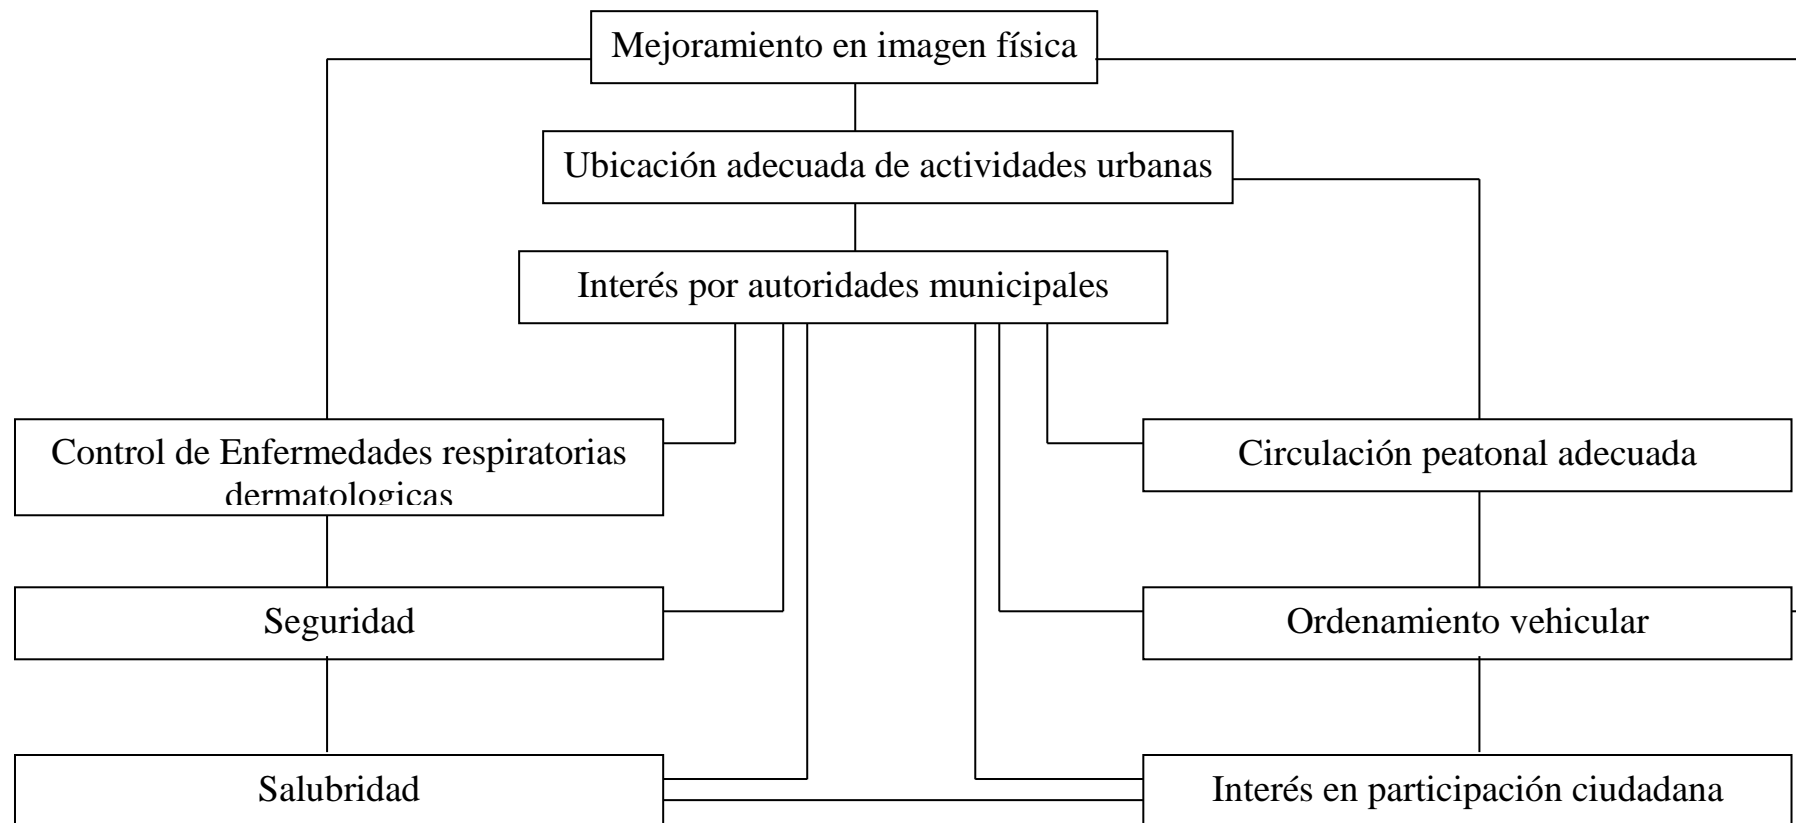 Mejoramiento en imagen física
Ubicación adecuada de actividades urbanas
Interés por autoridades municipales
Control de Enfermedades respiratorias
dermatologicas
Circulación peatonal adecuada
Seguridad
Ordenamiento vehicular
Salubridad
Interés en participación ciudadana